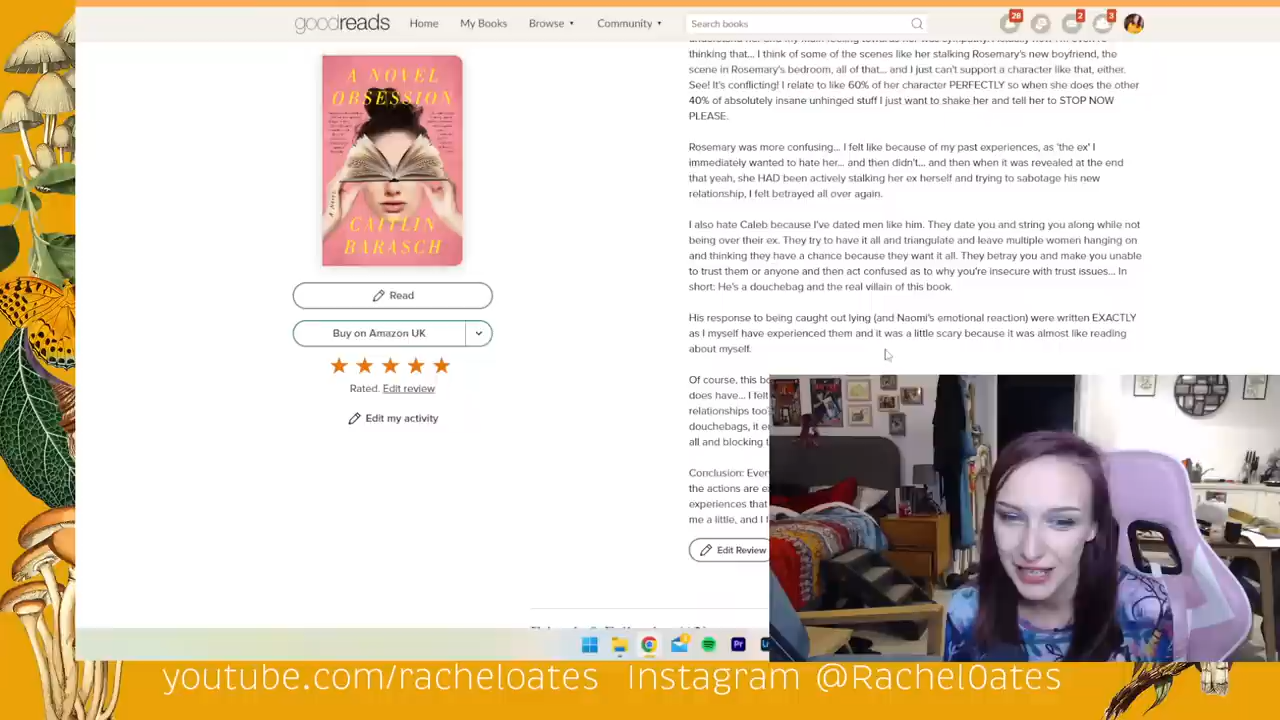 goodreads Home My Books Browse Community Search books 28 2 3
A NOVEL
OBSESSION
CAITLIN
BARASCH
Read
Buy on Amazon UK
Rated. Edit review
Edit my activity
thinking that... I think of some of the scenes like her stalking Rosemary's new boyfriend, the
scene in Rosemary's bedroom, all of that... and I just can't support a character like that, either.
See! It's conflicting! I relate to like 60% of her character PERFECTLY so when she does the other
40% of absolutely insane unhinged stuff I just want to shake her and tell her to STOP NOW
PLEASE.
Rosemary was more confusing... I felt like because of my past experiences, as 'the ex' I
immediately wanted to hate her... and then didn't... and then when it was revealed at the end
that yeah, she HAD been actively stalking her ex herself and trying to sabotage his new
relationship, I felt betrayed all over again.
I also hate Caleb because I've dated men like him. They date you and string you along while not
being over their ex. They try to have it all and triangulate and leave multiple women hanging on
and thinking they have a chance because they want it all. They betray you and make you unable
to trust them or anyone and then act confused as to why you're insecure with trust issues... In
short: He's a douchebag and the real villain of this book.
His response to being caught out lying (and Naomi's emotional reaction) were written EXACTLY
as I myself have experienced them and it was a little scary because it was almost like reading
about myself.
Of course, this
does have... I felt
relationships
douchebags, it
all and blocking
Conclusion:
the actions are
experiences that
me a little, and I
Edit Review
youtube.com/racheloates Instagram @Rachel0ates